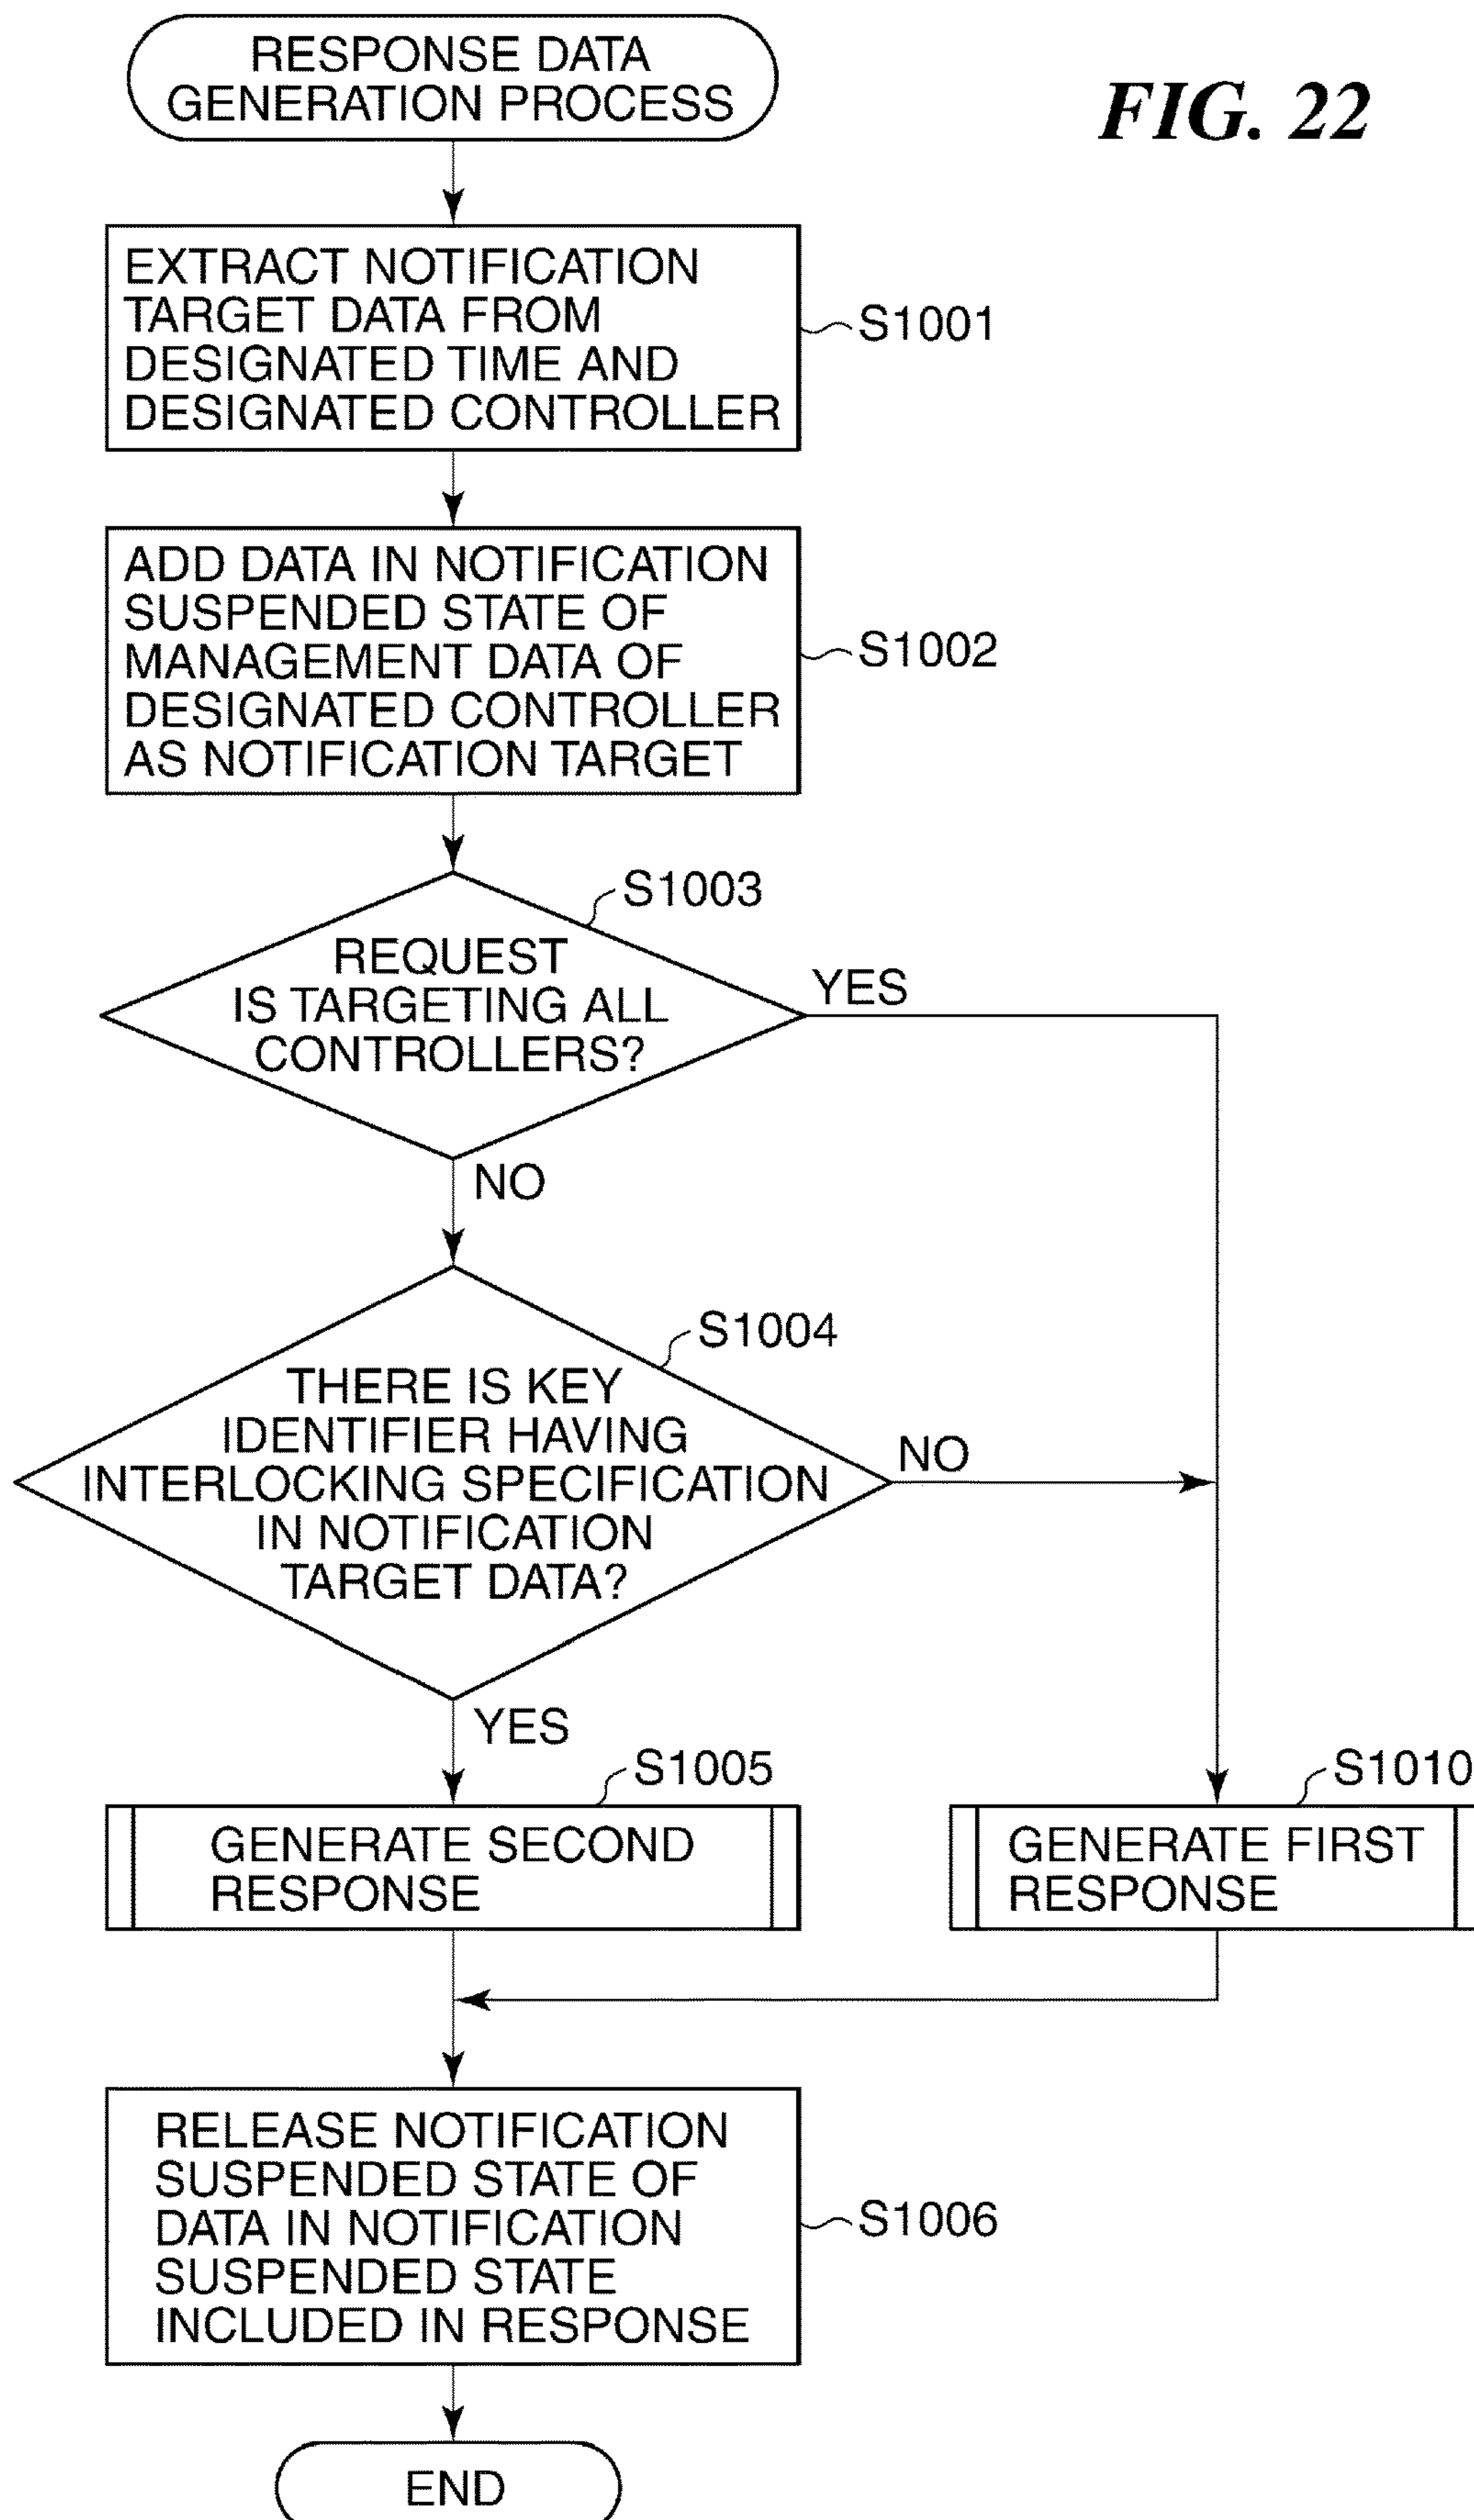 RESPONSE DATA
GENERATION PROCESS
FIG. 22
EXTRACT NOTIFICATION
TARGET DATA FROM
DESIGNATED TIME AND
DESIGNATED CONTROLLER
S1001
ADD DATA IN NOTIFICATION
SUSPENDED STATE OF
MANAGEMENT DATA OF
DESIGNATED CONTROLLER
AS NOTIFICATION TARGET
S1002
S1003
REQUEST
IS TARGETING ALL
CONTROLLERS?
YES
NO
S1004
THERE IS KEY
IDENTIFIER HAVING
INTERLOCKING SPECIFICATION
IN NOTIFICATION
TARGET DATA?
NO
YES
S1005
GENERATE SECOND
RESPONSE
S1010
GENERATE FIRST
RESPONSE
RELEASE NOTIFICATION
SUSPENDED STATE OF
DATA IN NOTIFICATION
SUSPENDED STATE
INCLUDED IN RESPONSE
S1006
END